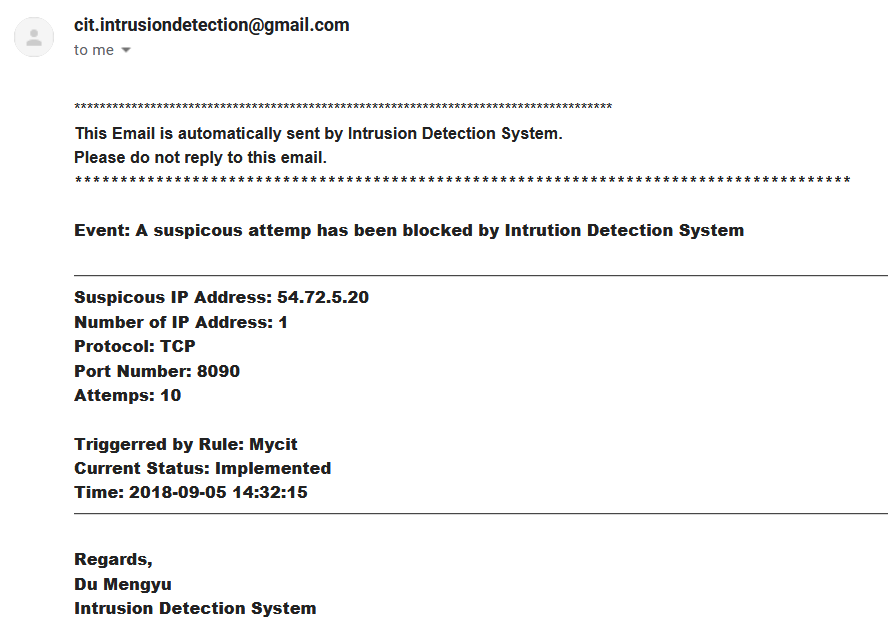 cit.intrusiondetection@gmail.com
to me
**************************************************************************************
This Email is automatically sent by Intrusion Detection System.
Please do not reply to this email.
**************************************************************************************
Event: A suspicous attemp has been blocked by Intrution Detection System
Suspicous IP Address: 54.72.5.20
Number of IP Address: 1
Protocol: TCP
Port Number: 8090
Attemps: 10
Triggerred by Rule: Mycit
Current Status: Implemented
Time: 2018-09-05 14:32:15
Regards,
Du Mengyu
Intrusion Detection System